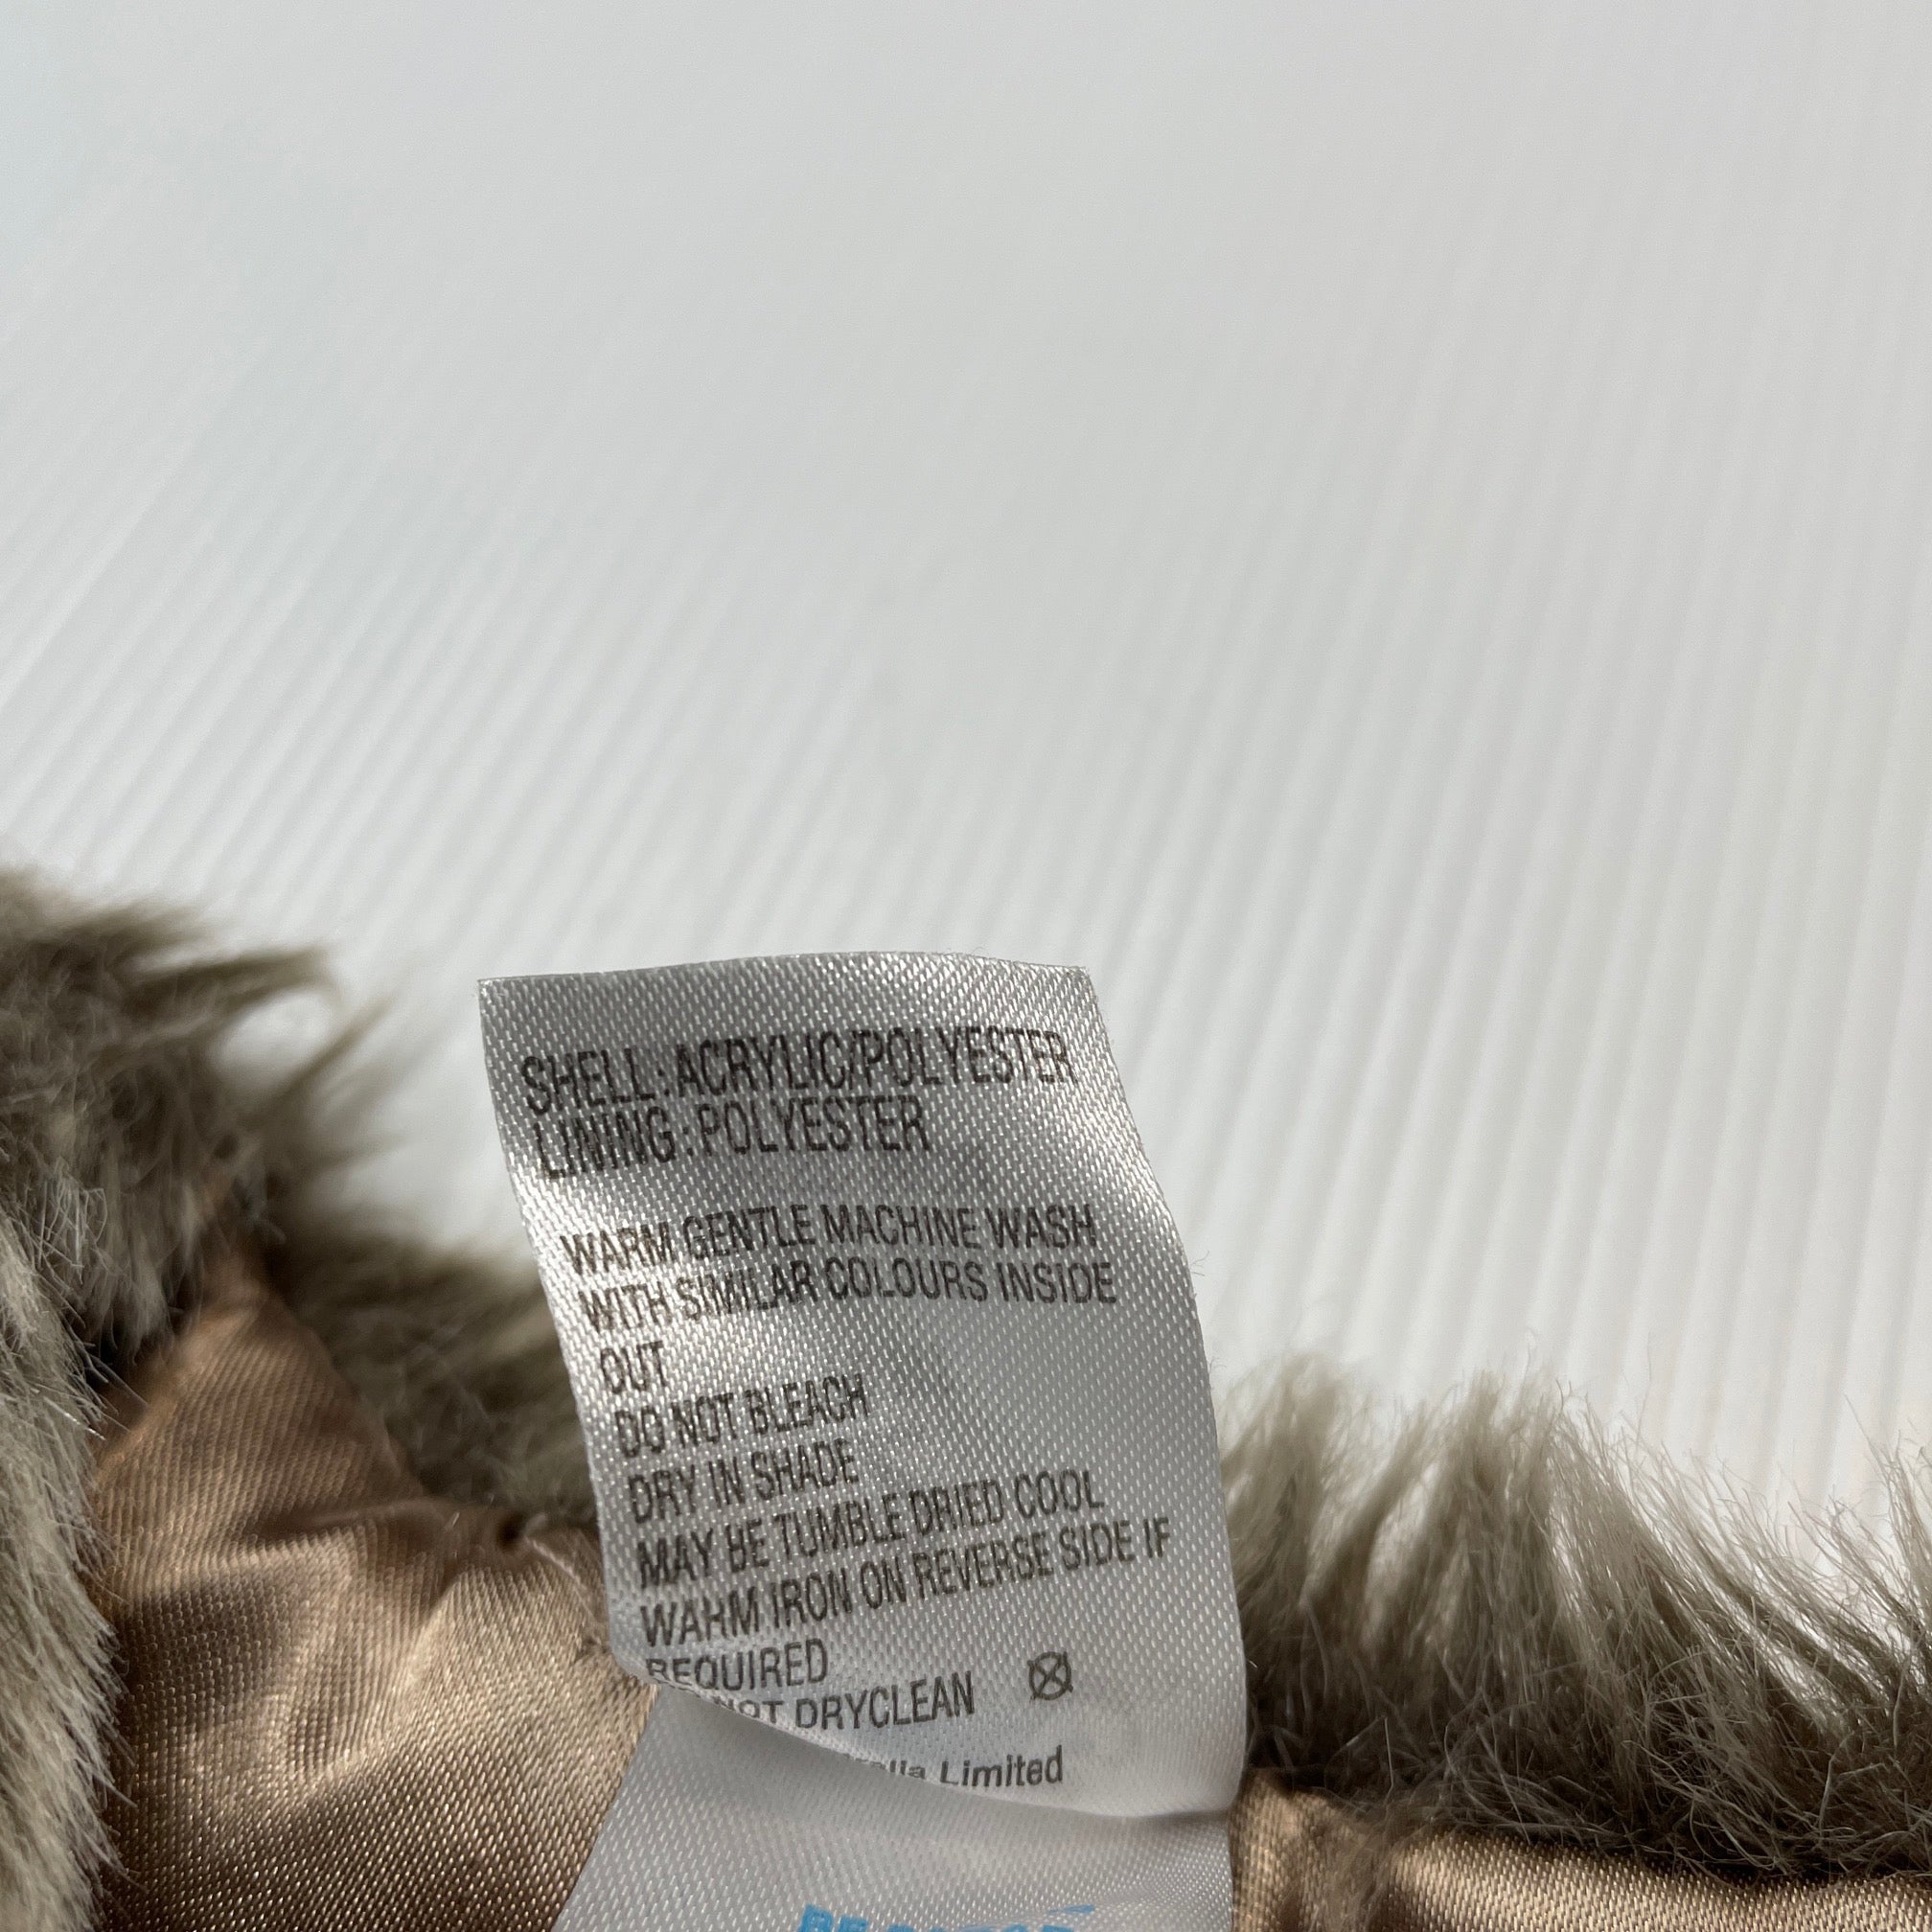 SHELL : ACRYLIC/POLYESTER
LINING : POLYESTER
WARM GENTLE MACHINE WASH
WITH SIMILAR COLOURS INSIDE
OUT
DO NOT BLEACH
DRY IN SHADE
MAY BE TUMBLE DRIED COOL
WARM IRON ON REVERSE SIDE IF
REQUIRED
NOT DRYCLEAN
Limited